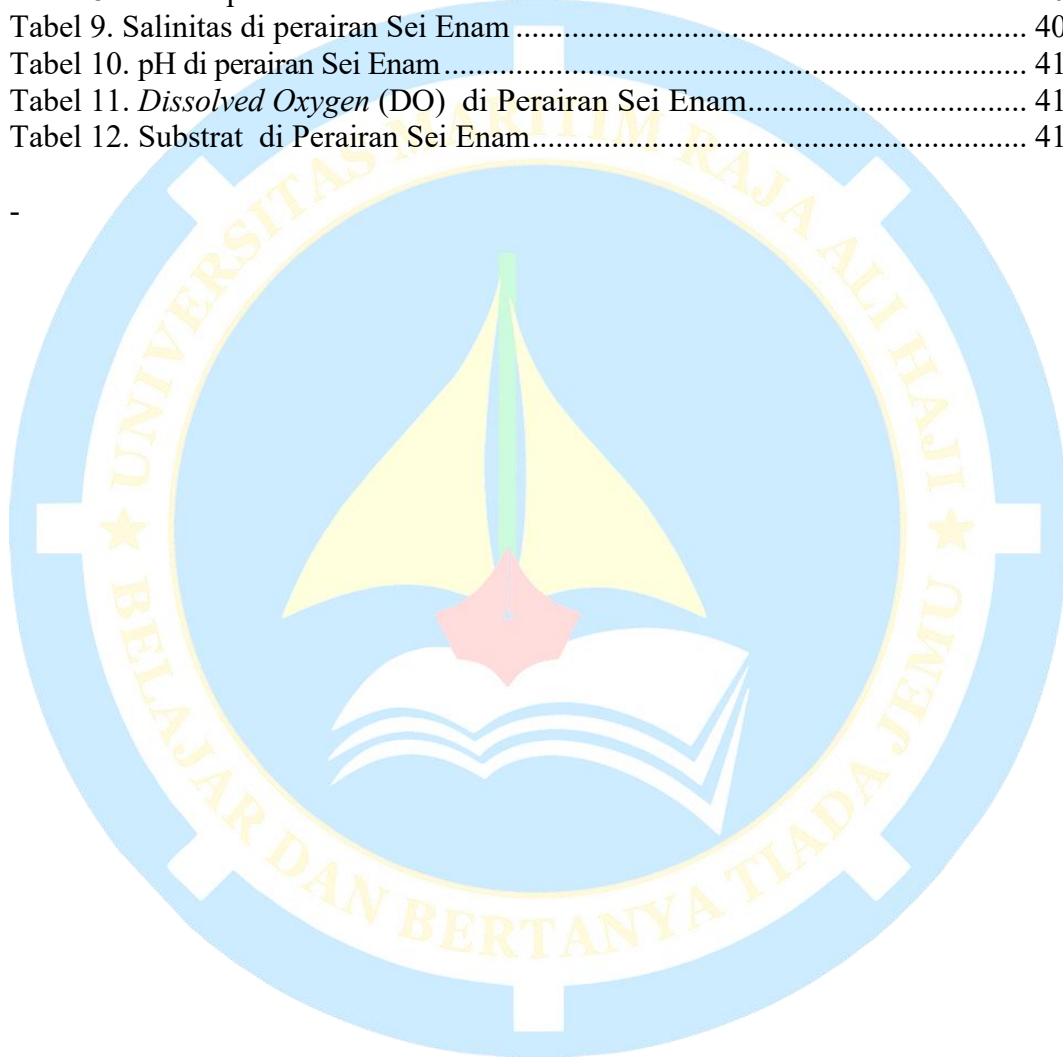 Tabel 9. Salinitas di perairan Sei Enam ................................................................ 40
Tabel 10. pH di perairan Sei Enam ......................................................................... 41
Tabel 11. Dissolved Oxygen (DO)  di Perairan Sei Enam ................................... 41
Tabel 12. Substrat  di Perairan Sei Enam .............................................................. 41
-
UNIVERSITAS MARITIM RAJA ALI HAJI
★ BELAJAR DAN BERTANYA TIADA JEMU ★